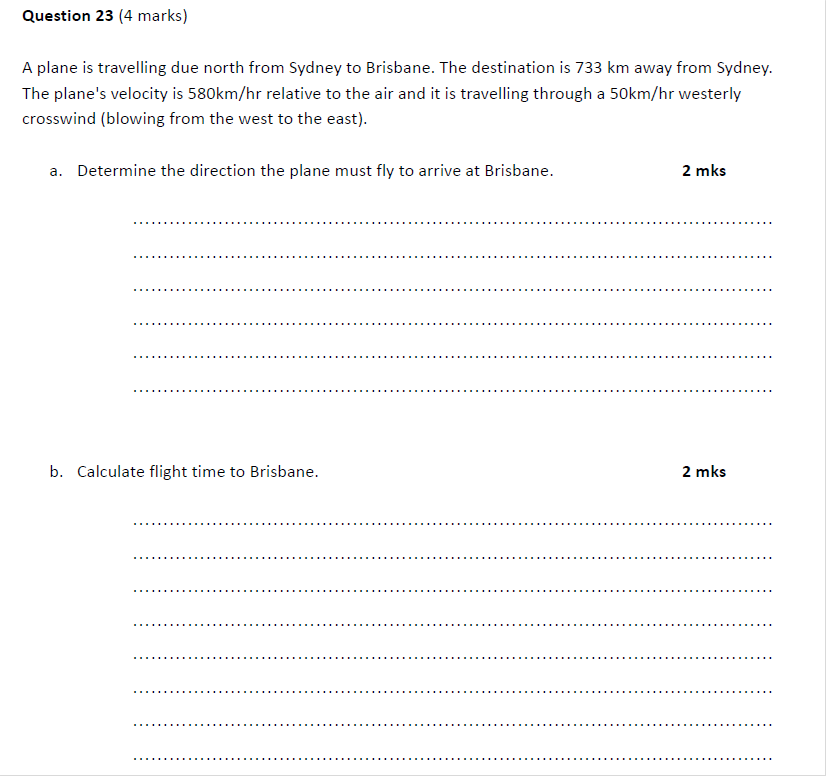 Question 23 (4 marks)
A plane is travelling due north from Sydney to Brisbane. The destination is 733 km away from Sydney.
The plane's velocity is 580km/hr relative to the air and it is travelling through a 50km/hr westerly
crosswind (blowing from the west to the east).
a. Determine the direction the plane must fly to arrive at Brisbane. 2 mks
b. Calculate flight time to Brisbane. 2 mks